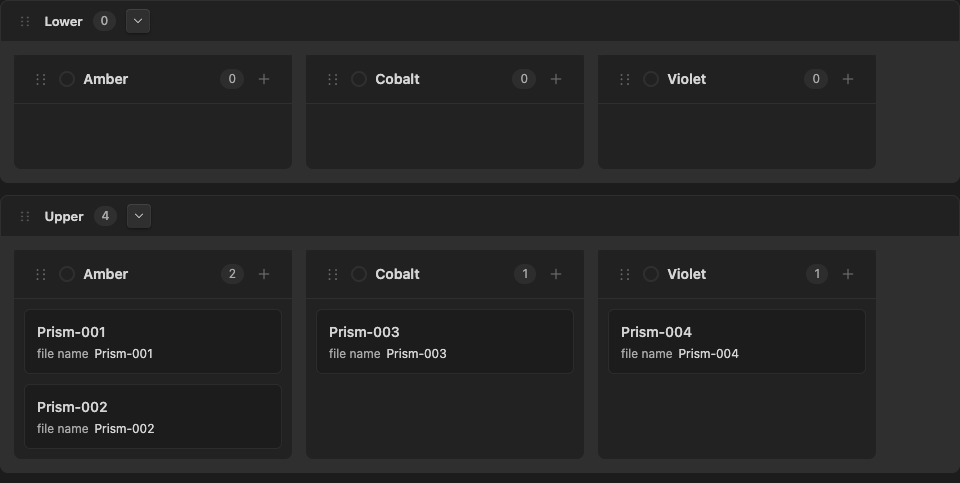 Lower 0
Amber 0 +
Cobalt 0 +
Violet 0 +
Upper 4
Amber 2 +
Prism-001
file name Prism-001
Prism-002
file name Prism-002
Cobalt 1 +
Prism-003
file name Prism-003
Violet 1 +
Prism-004
file name Prism-004